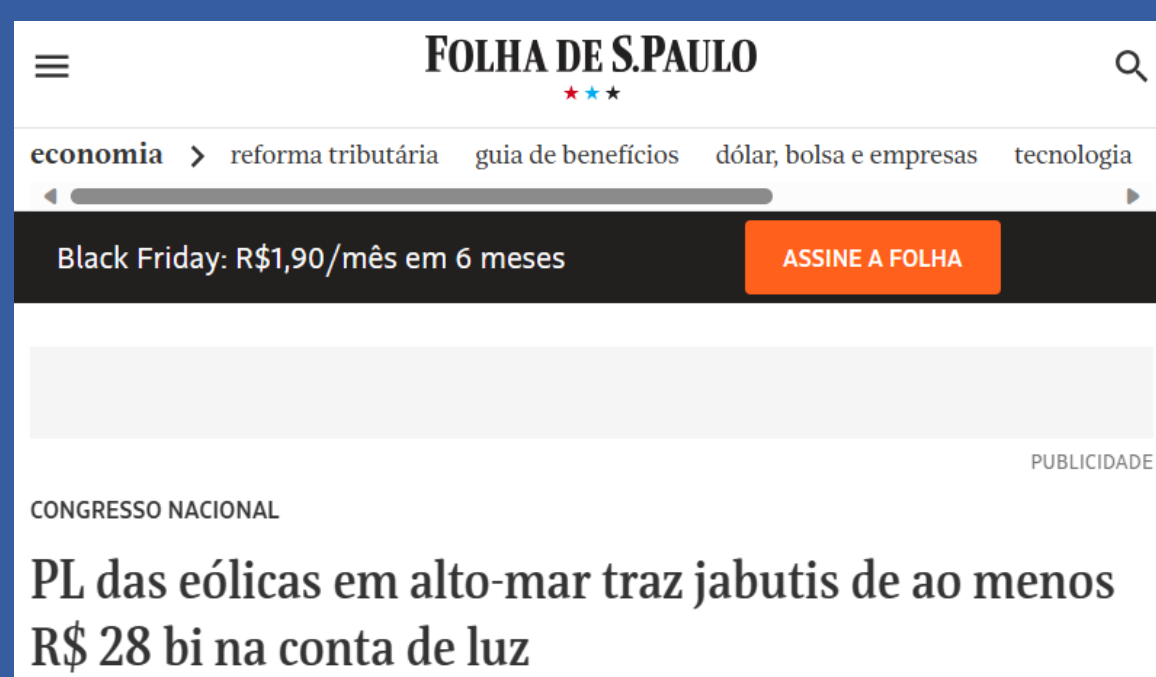 FOLHA DE S.PAULO
economia > reforma tributária guia de benefícios dólar, bolsa e empresas tecnologia
Black Friday: R$1,90/mês em 6 meses ASSINE A FOLHA
PUBLICIDADE
CONGRESSO NACIONAL
PL das eólicas em alto-mar traz jabutis de ao menos
R$ 28 bi na conta de luz